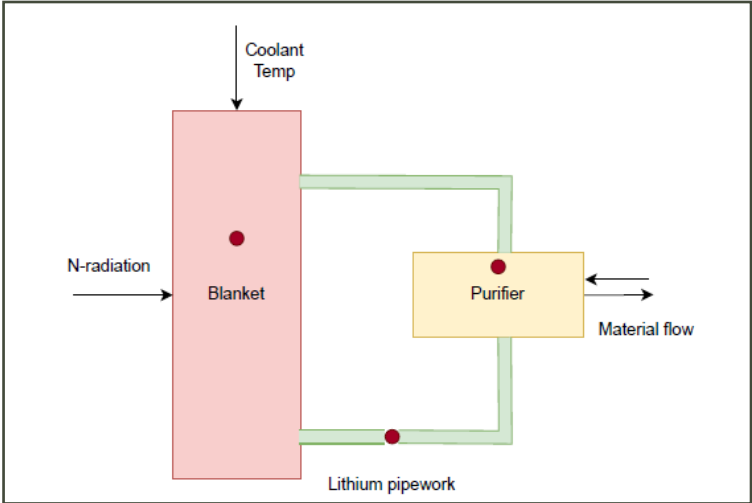 Coolant
Temp
N-radiation
Blanket
Purifier
Material flow
Lithium pipework